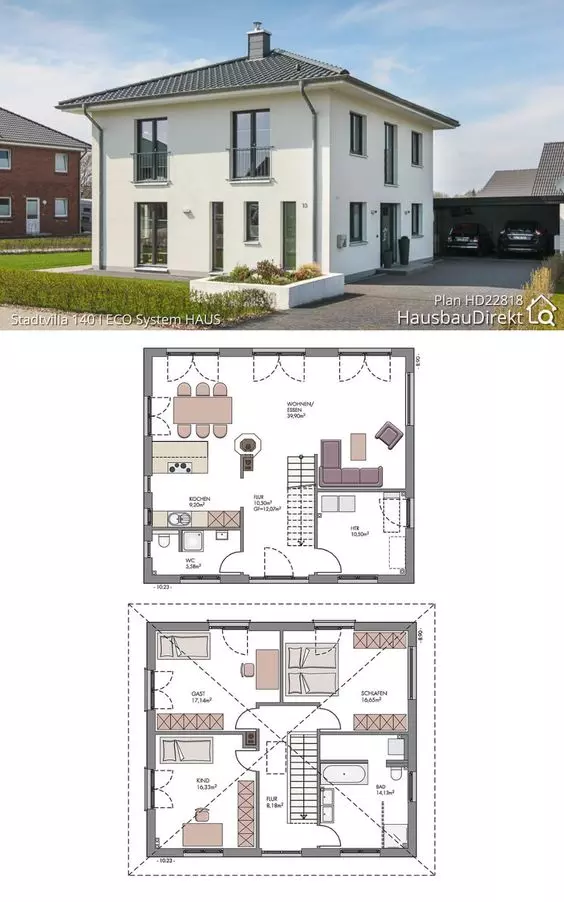 10
Plan HD22818
Stadtvilla 140 | ECO System HAUS
HausbauDirekt
8.90
WOHNEN/
ESSEN
39,90m²
KOCHEN
9,20m²
FLUR
10,50m²
GF=12,07m²
HTR
10,50m²
WC
5,58m²
10.23
8.90
GAST
17,14m²
SCHLAFEN
16,65m²
KIND
16,33m²
FLUR
8,18m²
BAD
14,13m²
10.23